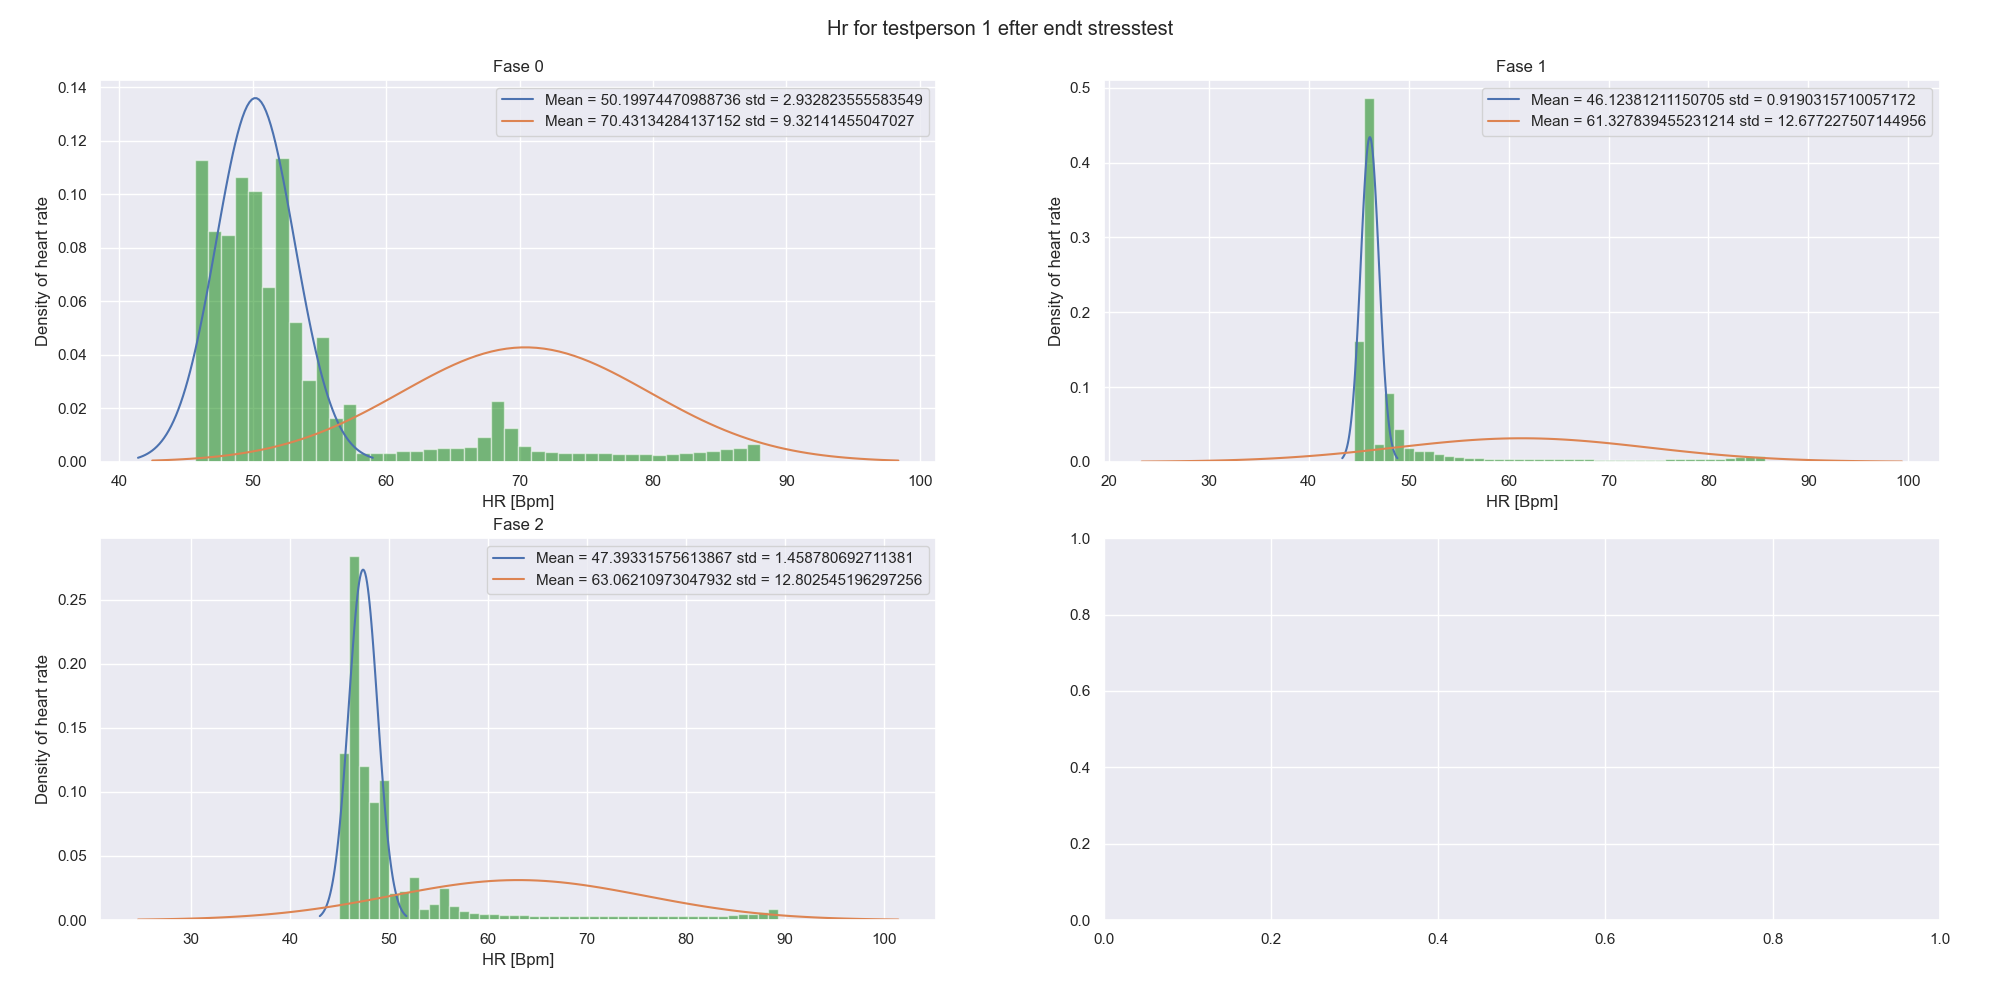 Hr for testperson 1 efter endt stresstest
Fase 0
Mean = 50.19974470988736 std = 2.932823555583549
Mean = 70.43134284137152 std = 9.32141455047027
Density of heart rate
0.14
0.12
0.10
0.08
0.06
0.04
0.02
0.00
40 50 60 70 80 90 100
HR [Bpm]
Fase 1
Mean = 46.12381211150705 std = 0.9190315710057172
Mean = 61.327839455231214 std = 12.677227507144956
Density of heart rate
0.5
0.4
0.3
0.2
0.1
0.0
20 30 40 50 60 70 80 90 100
HR [Bpm]
Fase 2
Mean = 47.39331575613867 std = 1.458780692711381
Mean = 63.06210973047932 std = 12.802545196297256
Density of heart rate
0.25
0.20
0.15
0.10
0.05
0.00
30 40 50 60 70 80 90 100
HR [Bpm]
1.0
0.8
0.6
0.4
0.2
0.0
0.0 0.2 0.4 0.6 0.8 1.0